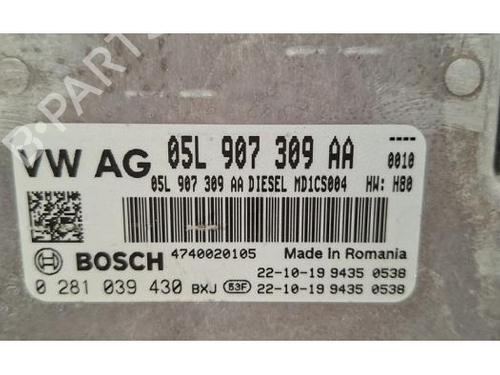 VW AG 05L 907 309 AA ---- 0010
05L 907 309 AA DIESEL MD1CS004 HW: H80
BOSCH 4740020105 Made In Romania
22-10-19 9435 0538
0 281 039 430 BXJ 53F 22-10-19 9435 0538
B-PARTS